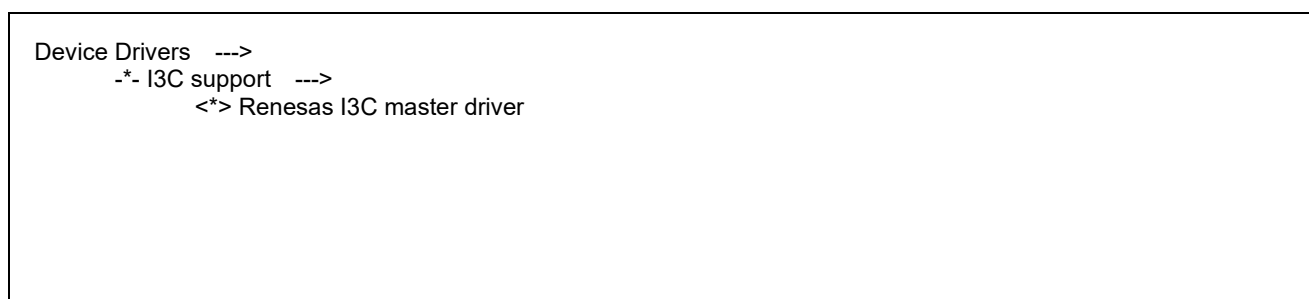 Device Drivers --->
-*- I3C support --->
<*> Renesas I3C master driver